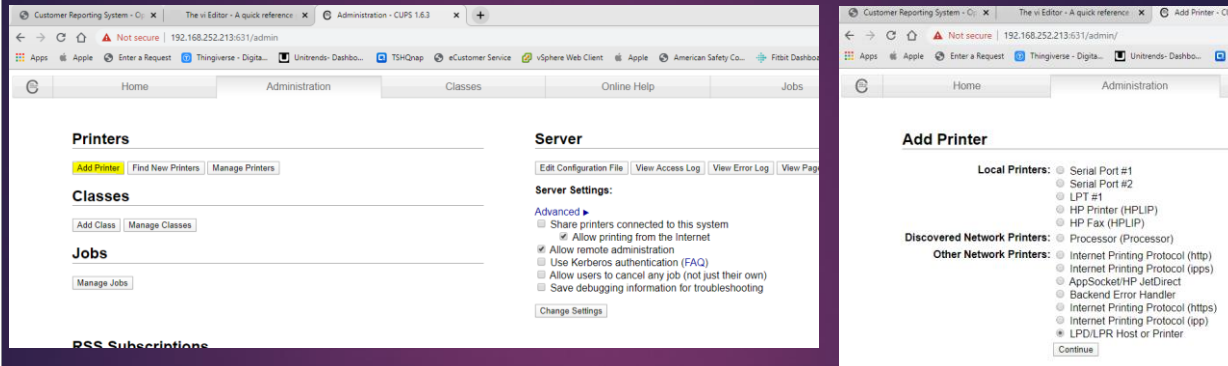 Customer Reporting System - Op
The vi Editor - A quick reference
Administration - CUPS 1.6.3
Not secure | 192.168.252.213:631/admin
Apps Apple Enter a Request Thingiverse - Digita... Unitrends- Dashbo... TSHQnap eCustomer Service vSphere Web Client American Safety Co... Fitbit Dashboa
Home Administration Classes Online Help Jobs
Printers
Add Printer Find New Printers Manage Printers
Classes
Add Class Manage Classes
Jobs
Manage Jobs
RSS Subscriptions
Server
Edit Configuration File View Access Log View Error Log View Pag
Server Settings:
Advanced
Share printers connected to this system
Allow printing from the Internet
Allow remote administration
Use Kerberos authentication (FAQ)
Allow users to cancel any job (not just their own)
Save debugging information for troubleshooting
Change Settings
Customer Reporting System - Op
The vi Editor - A quick reference
Add Printer - C
Not secure | 192.168.252.213:631/admin/
Apps Apple Enter a Request Thingiverse - Digita... Unitrends- Dashbo...
Home Administration
Add Printer
Local Printers: Serial Port #1
Serial Port #2
LPT #1
HP Printer (HPLIP)
HP Fax (HPLIP)
Discovered Network Printers: Processor (Processor)
Other Network Printers: Internet Printing Protocol (http)
Internet Printing Protocol (ipps)
AppSocket/HP JetDirect
Backend Error Handler
Internet Printing Protocol (https)
Internet Printing Protocol (ipp)
LPD/LPR Host or Printer
Continue